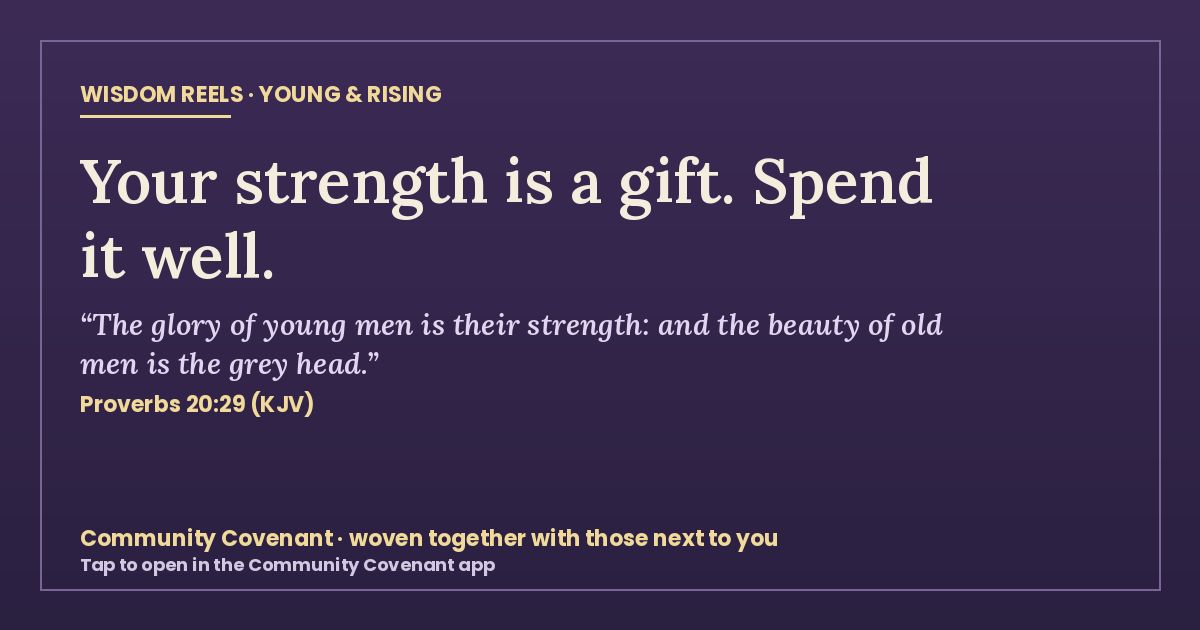 WISDOM REELS · YOUNG & RISING
Your strength is a gift. Spend
it well.
“The glory of young men is their strength: and the beauty of old
men is the grey head.”
Proverbs 20:29 (KJV)
Community Covenant · woven together with those next to you
Tap to open in the Community Covenant app